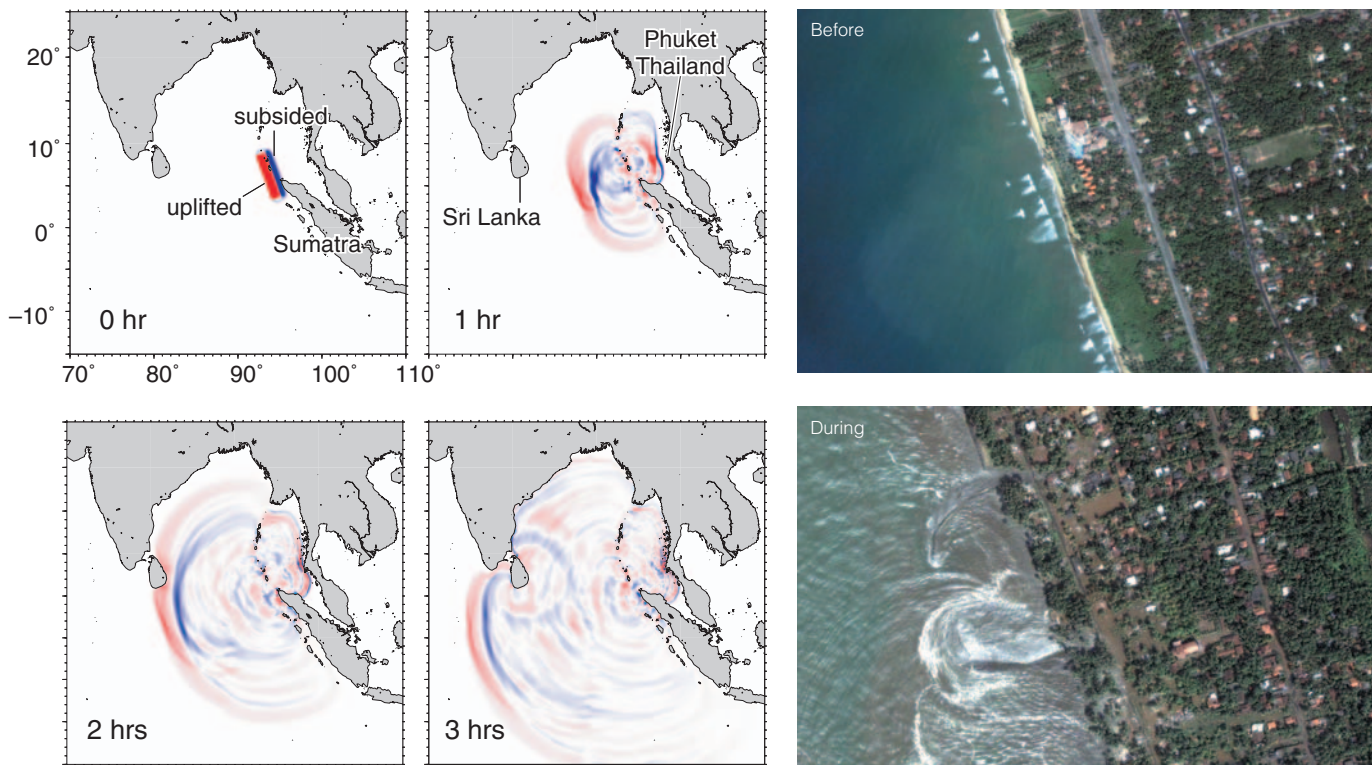 20˚
10˚
0˚
–10˚
subsided
uplifted
Sumatra
0 hr
70˚
80˚
90˚
100˚
110˚
Phuket
Thailand
Sri Lanka
1 hr
Before
2 hrs
3 hrs
During